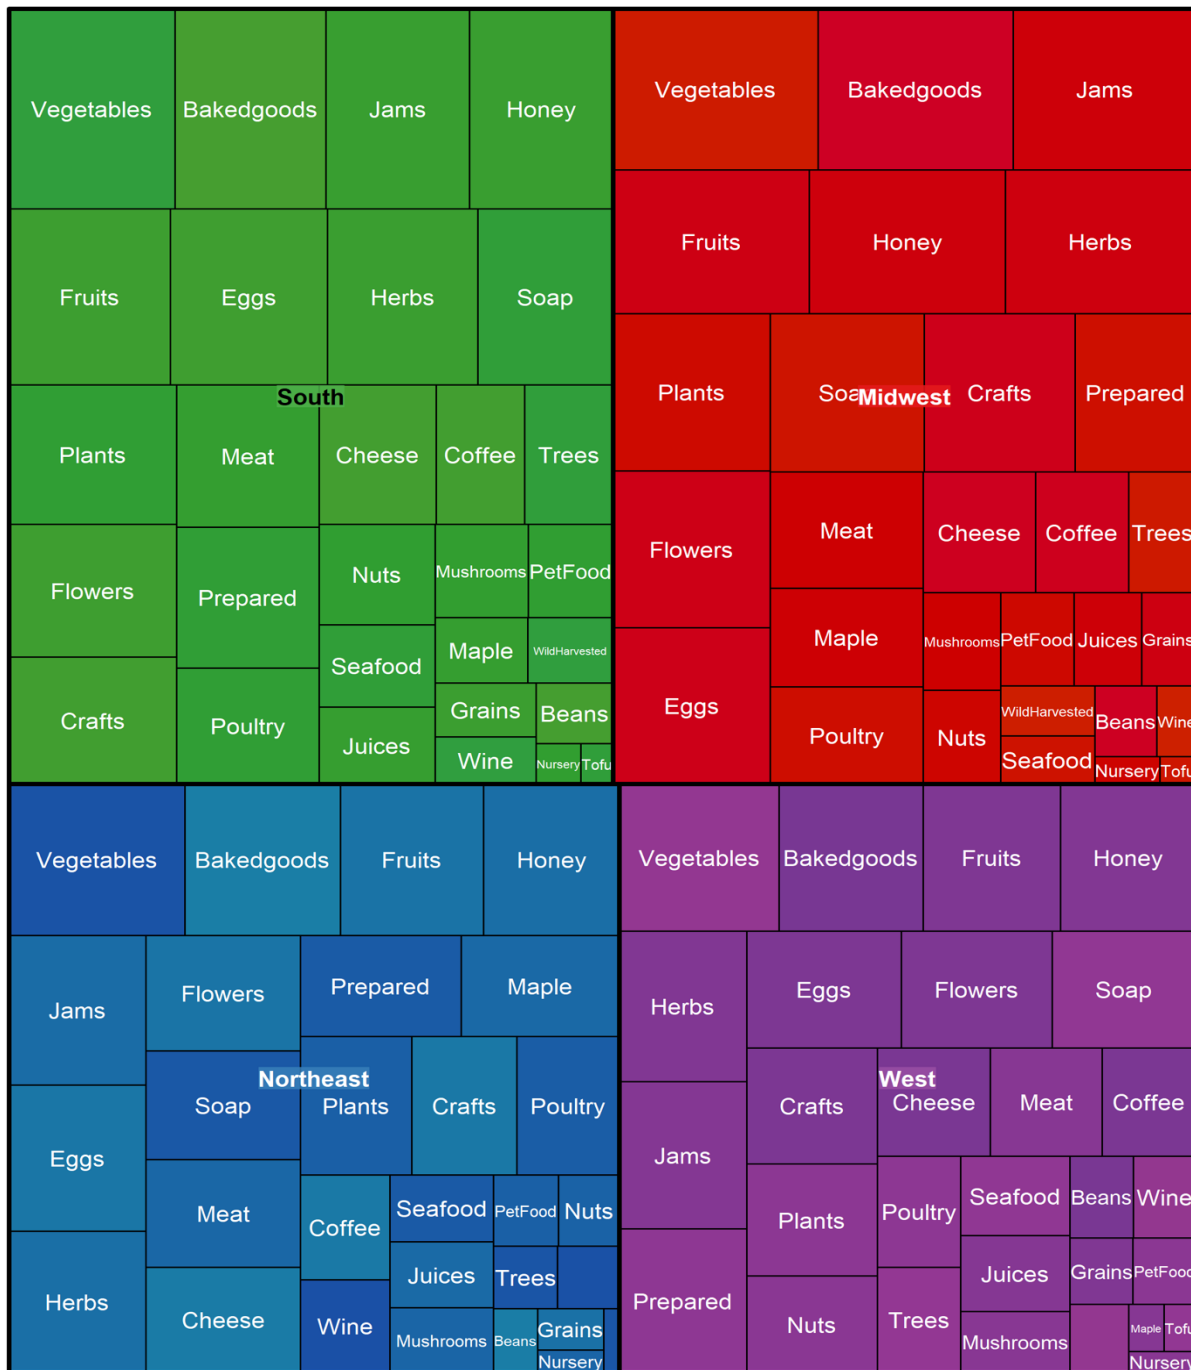 Vegetables
Bakedgoods
Jams
Honey
Fruits
Eggs
Herbs
Soap
South
Plants
Meat
Cheese
Coffee
Trees
Flowers
Prepared
Nuts
Mushrooms
PetFood
Seafood
Maple
WildHarvested
Crafts
Poultry
Juices
Grains
Beans
Wine
Nursery
Tofu
Vegetables
Bakedgoods
Jams
Fruits
Honey
Herbs
Plants
Soap
Midwest
Crafts
Prepared
Flowers
Meat
Cheese
Coffee
Trees
Maple
Mushrooms
PetFood
Juices
Grains
Eggs
Poultry
Nuts
WildHarvested
Beans
Wine
Seafood
Nursery
Tofu
Vegetables
Bakedgoods
Fruits
Honey
Jams
Flowers
Prepared
Maple
Northeast
Soap
Plants
Crafts
Poultry
Eggs
Meat
Coffee
Seafood
PetFood
Nuts
Juices
Trees
Herbs
Cheese
Wine
Mushrooms
Beans
Grains
Nursery
Vegetables
Bakedgoods
Fruits
Honey
Herbs
Eggs
Flowers
Soap
West
Crafts
Cheese
Meat
Coffee
Jams
Plants
Poultry
Seafood
Beans
Wine
Juices
Grains
PetFood
Prepared
Nuts
Trees
Mushrooms
Maple
Tofu
Nursery